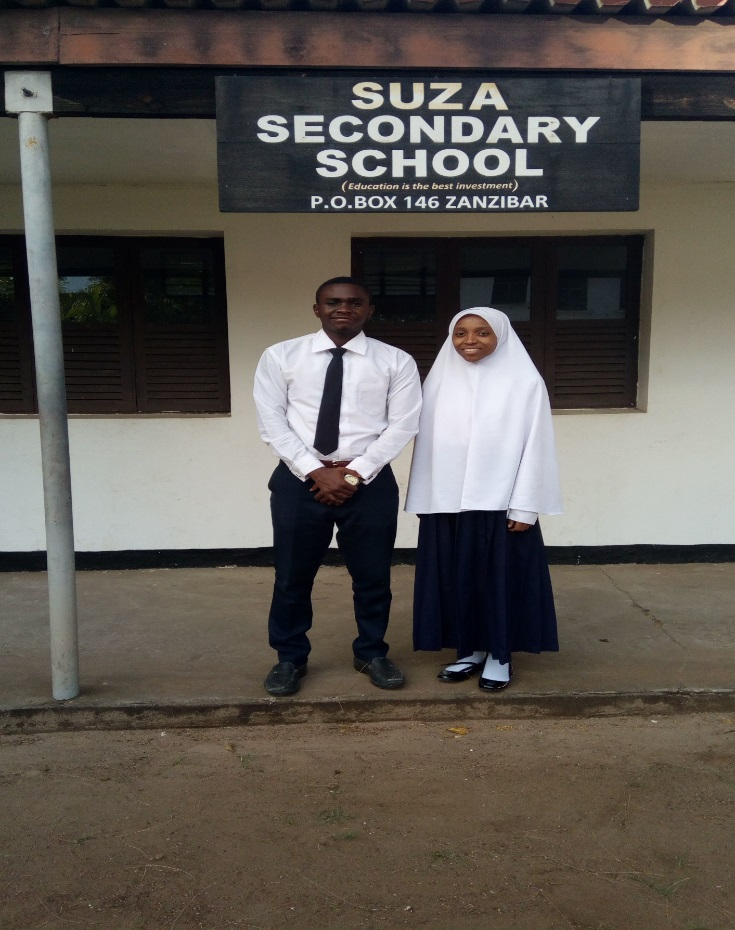 SUZA
SECONDARY
SCHOOL
(Education is the best investment)
P.O.BOX 146 ZANZIBAR